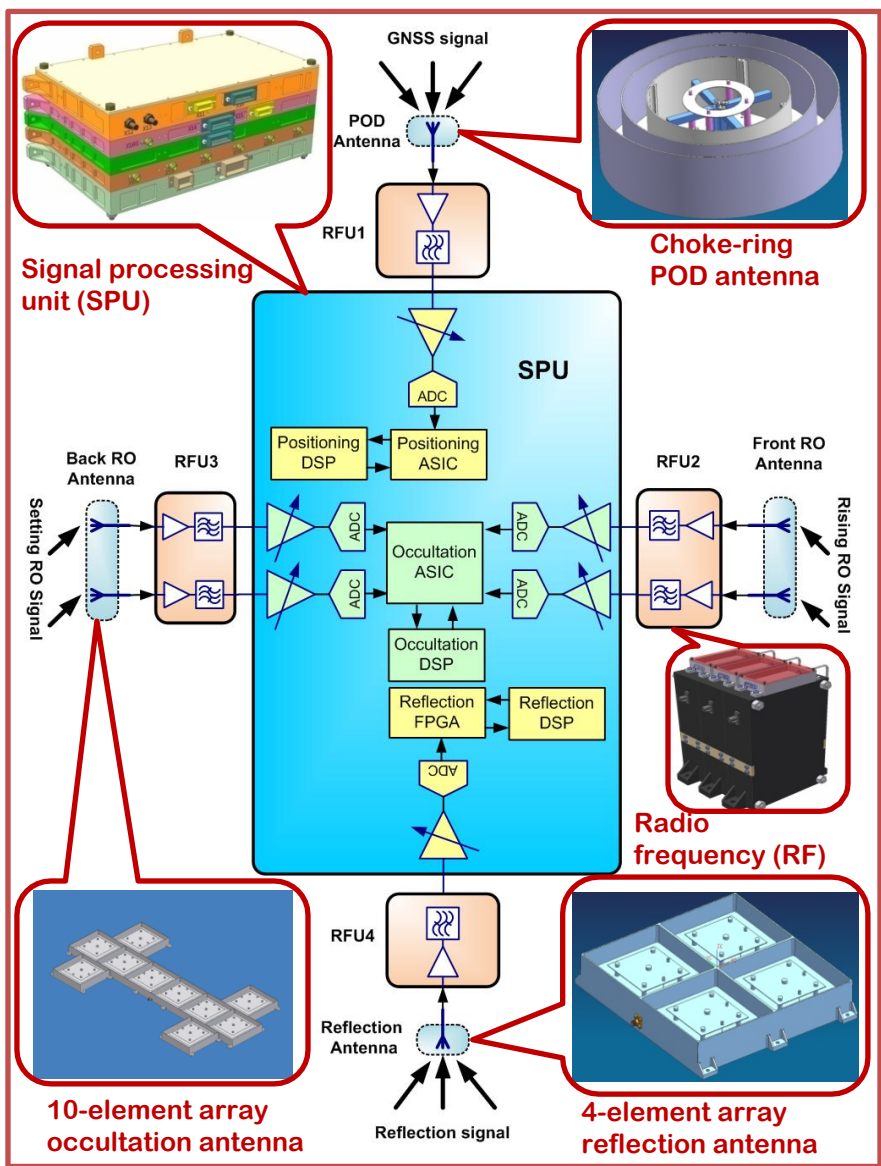 GNSS signal
POD
Antenna
RFU1
Signal processing
unit (SPU)
Choke-ring
POD antenna
SPU
ADC
Positioning
DSP
Positioning
ASIC
Back RO
Antenna
RFU3
RFU2
Front RO
Antenna
Setting RO Signal
Rising RO Signal
ADC
ADC
Occultation
ASIC
ADC
ADC
Occultation
DSP
Reflection
FPGA
Reflection
DSP
ADC
Radio
frequency (RF)
RFU4
Reflection
Antenna
Reflection signal
10-element array
occultation antenna
4-element array
reflection antenna